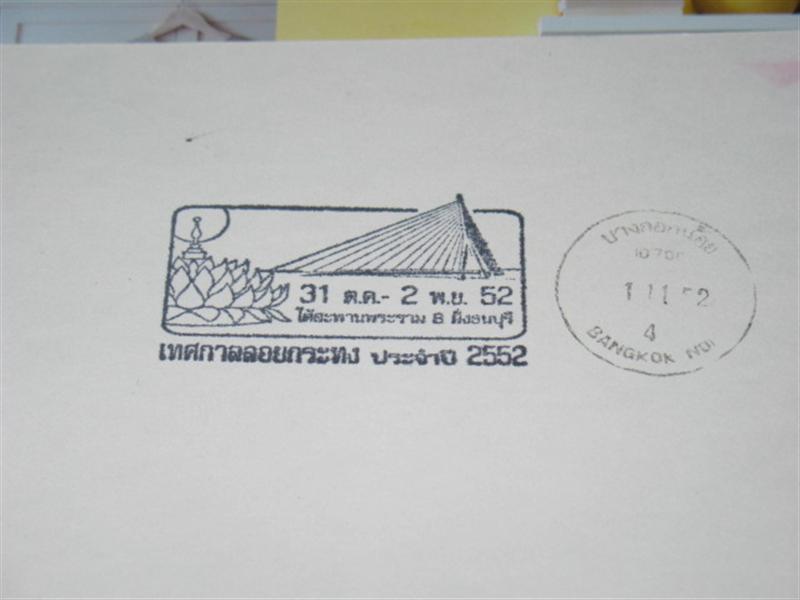 31 ต.ค.- 2 พ.ย. 52
ใต้สะพานพระราม 8 ฝั่งธนบุรี
เทศกาลลอยกระทง ประจำปี 2552
บางกอกน้อย
10700
1 11 52
4
BANGKOK NOI